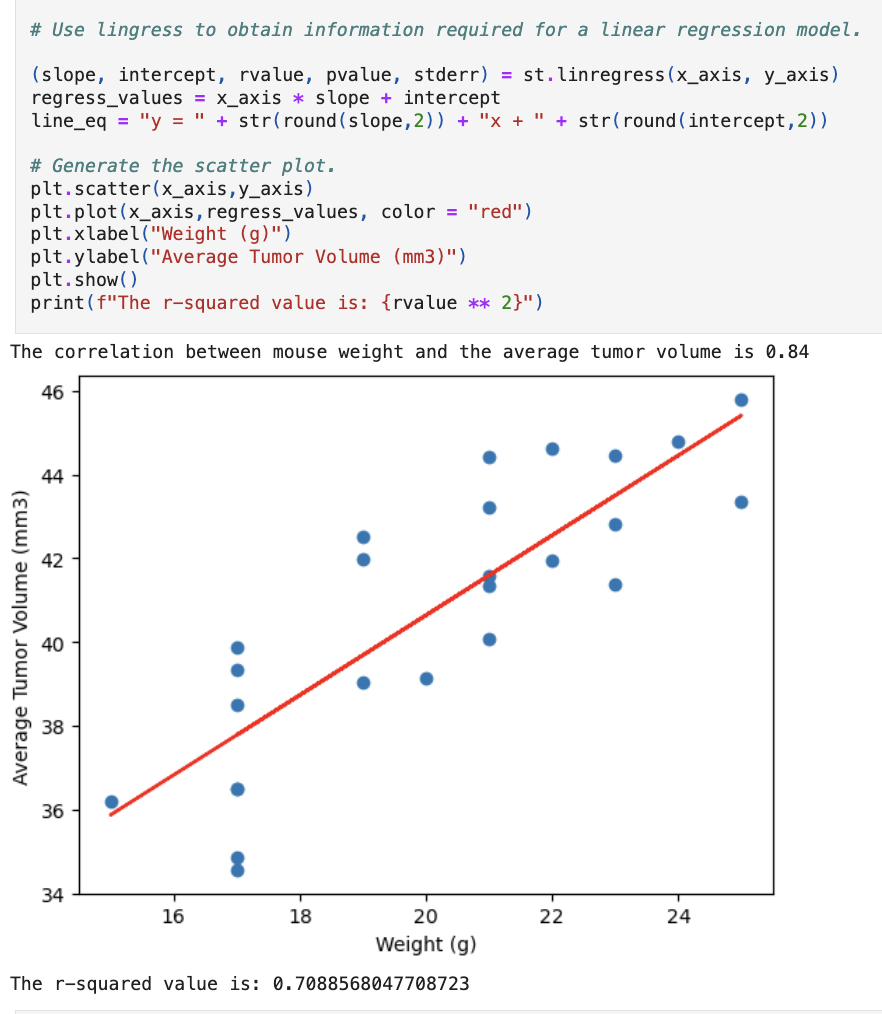 # Use lingress to obtain information required for a linear regression model.
(slope, intercept, rvalue, pvalue, stderr) = st.linregress(x_axis, y_axis)
regress_values = x_axis * slope + intercept
line_eq = "y = " + str(round(slope,2)) + "x + " + str(round(intercept,2))
# Generate the scatter plot.
plt.scatter(x_axis,y_axis)
plt.plot(x_axis,regress_values, color = "red")
plt.xlabel("Weight (g)")
plt.ylabel("Average Tumor Volume (mm3)")
plt.show()
print(f"The r-squared value is: {rvalue ** 2}")
The correlation between mouse weight and the average tumor volume is 0.84
46
44
42
40
38
36
34
Average Tumor Volume (mm3)
16 18 20 22 24
Weight (g)
The r-squared value is: 0.7088568047708723